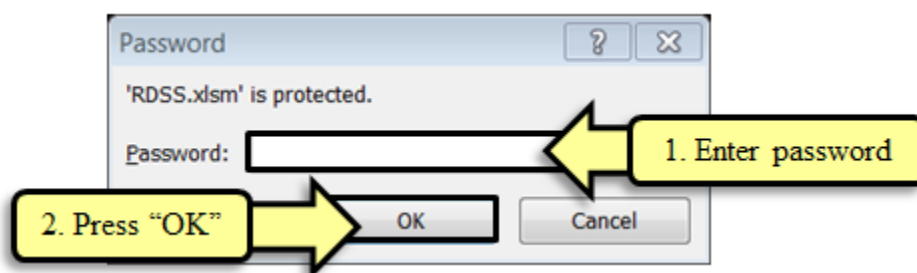 Password
'RDSS.xlsm' is protected.
Password:
1. Enter password
2. Press “OK”
OK
Cancel